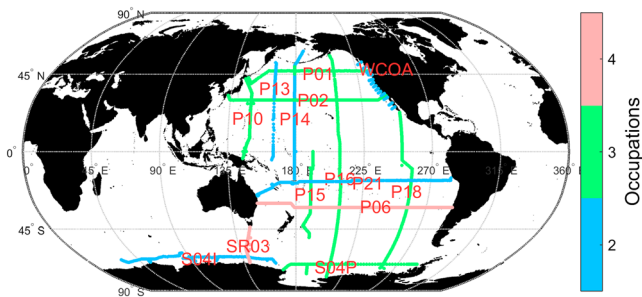 90° N
WCOA
4
P01
45° N
P13
P02
P10
P14
3
0°
0° E
45° E
90° E
135° E
180° E
225° E
270° E
315° E
360° E
P16
P21
P15
P18
P06
Occupations
45° S
SR03
2
S04I
S04P
90° S